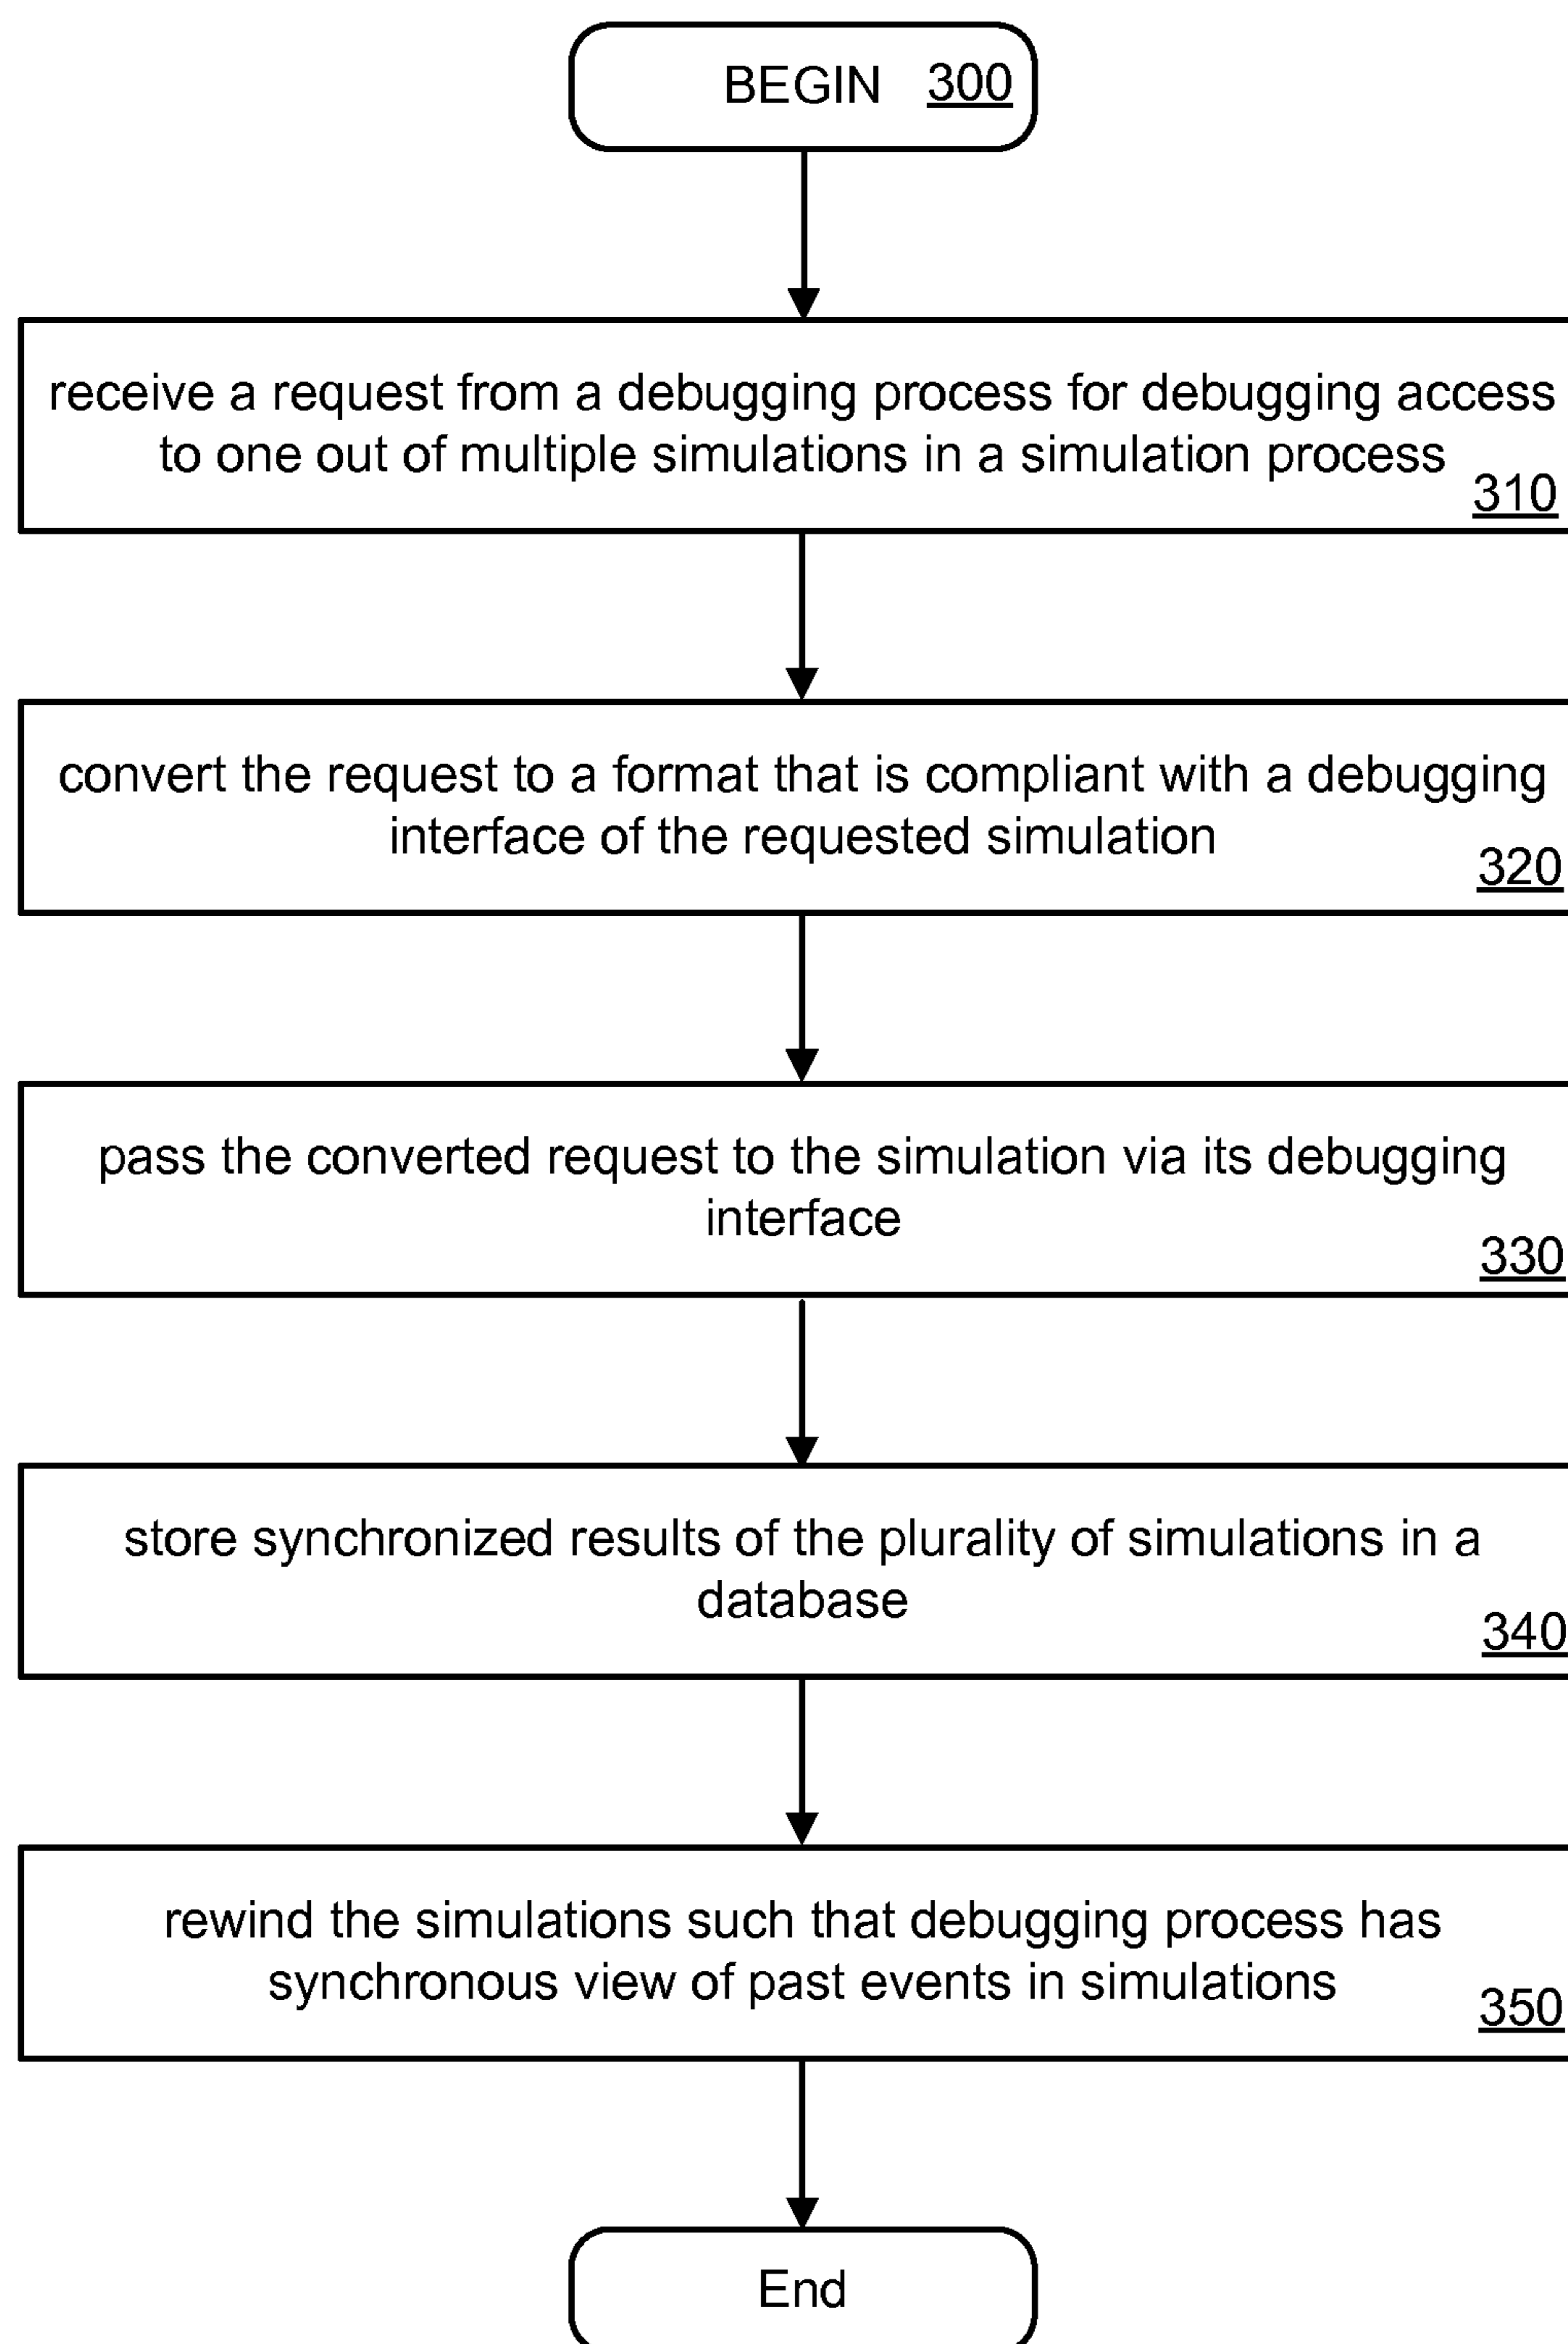 BEGIN 300
receive a request from a debugging process for debugging access
to one out of multiple simulations in a simulation process
310
convert the request to a format that is compliant with a debugging
interface of the requested simulation
320
pass the converted request to the simulation via its debugging
interface
330
store synchronized results of the plurality of simulations in a
database
340
rewind the simulations such that debugging process has
synchronous view of past events in simulations
350
End